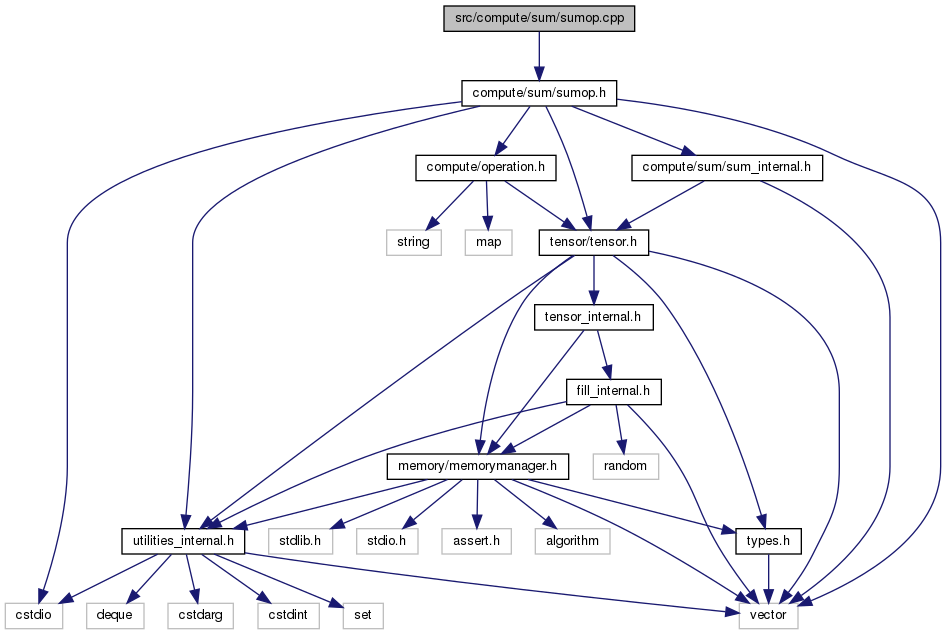 src/compute/sum/sumop.cpp
compute/sum/sumop.h
compute/operation.h
compute/sum/sum_internal.h
string
map
tensor/tensor.h
tensor_internal.h
fill_internal.h
memory/memorymanager.h
random
utilities_internal.h
stdlib.h
stdio.h
assert.h
algorithm
types.h
cstdio
deque
cstdarg
cstdint
set
vector